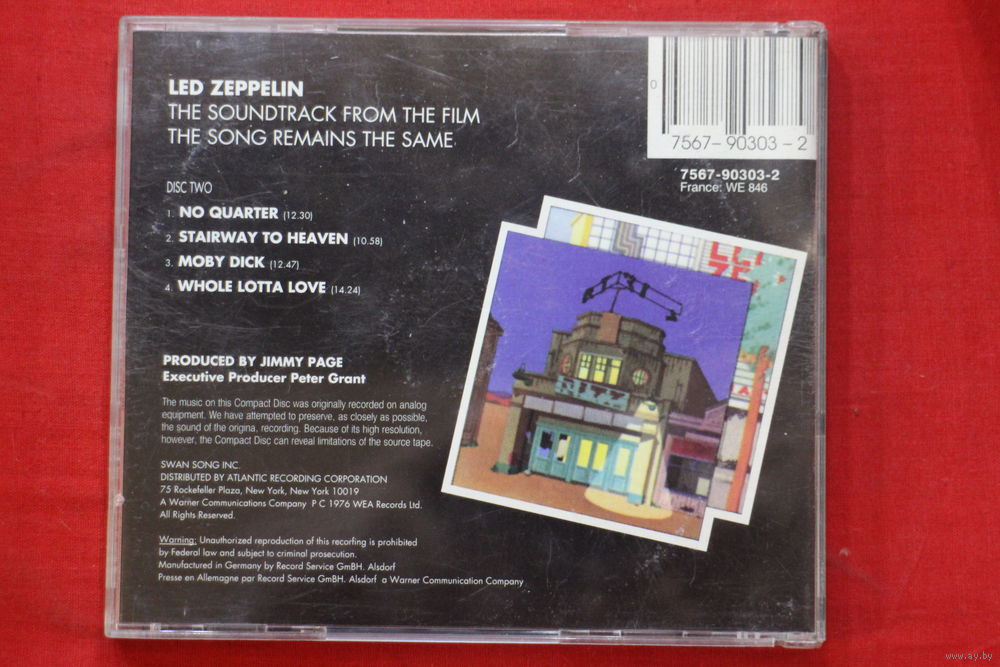 LED ZEPPELIN
THE SOUNDTRACK FROM THE FILM
THE SONG REMAINS THE SAME
0
7567-90303-2
7567-90303-2
France: WE 846
DISC TWO
1. NO QUARTER (12.30)
2. STAIRWAY TO HEAVEN (10.58)
3. MOBY DICK (12.47)
4. WHOLE LOTTA LOVE (14.24)
PRODUCED BY JIMMY PAGE
Executive Producer Peter Grant
The music on this Compact Disc was originally recorded on analog
equipment. We have attempted to preserve, as closely as possible,
the sound of the origina, recording. Because of its high resolution,
however, the Compact Disc can reveal limitations of the source tape.
SWAN SONG INC.
DISTRIBUTED BY ATLANTIC RECORDING CORPORATION
75 Rockefeller Plaza, New York, New York 10019
A Warner Communications Company P C 1976 WEA Records Ltd.
All Rights Reserved.
Warning: Unauthorized reproduction of this recorfing is prohibited
by Federal law and subject to criminal prosecution.
Manufactured in Germany by Record Service GmBH. Alsdorf
Presse en Allemagne par Record Service GmBH. Alsdorf a Warner Communication Company
www.ay.by